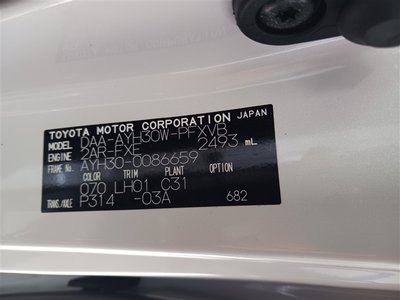 TOYOTA MOTOR CORPORATION JAPAN
MODEL DAA-AYH30W-PFXVB
ENGINE 2AR-FXE 2493 mL
FRAME No. AYH30-0086659
COLOR TRIM PLANT OPTION
070 LH01 C31
TRANS./AXLE P314 -03A 682